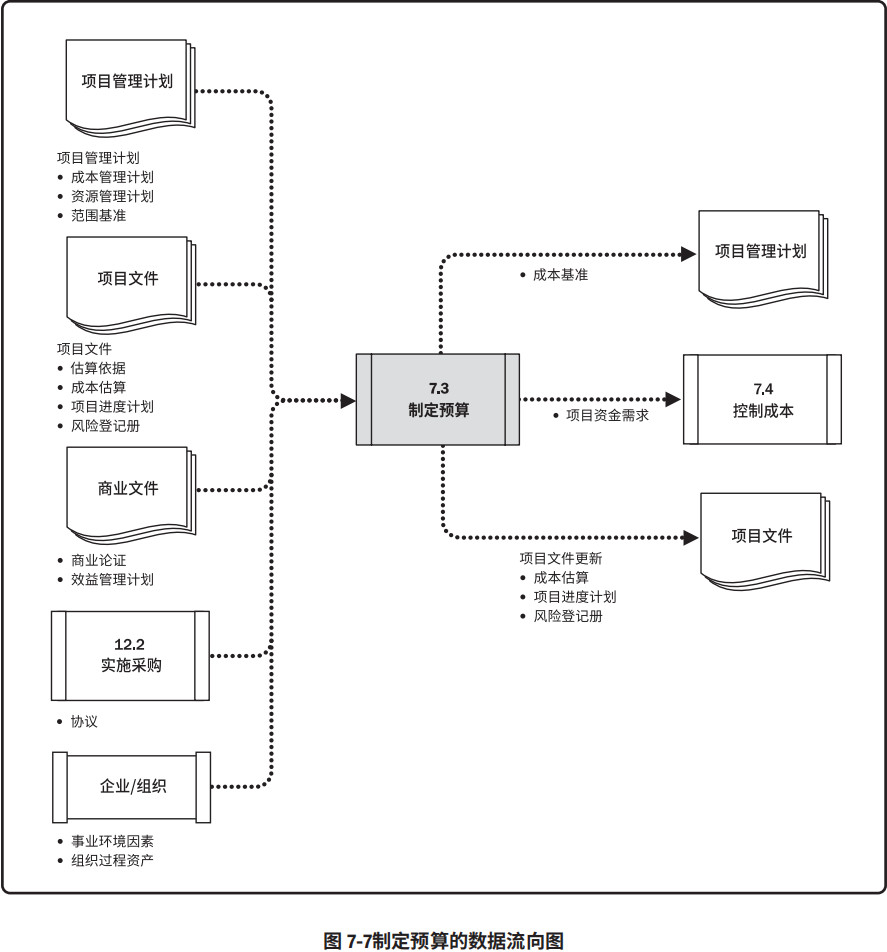 项目管理计划
项目管理计划
• 成本管理计划
• 资源管理计划
• 范围基准
项目文件
项目文件
• 估算依据
• 成本估算
• 项目进度计划
• 风险登记册
商业文件
• 商业论证
• 效益管理计划
12.2
实施采购
• 协议
企业/组织
• 事业环境因素
• 组织过程资产
7.3
制定预算
• 成本基准
项目管理计划
• 项目资金需求
7.4
控制成本
项目文件更新
• 成本估算
• 项目进度计划
• 风险登记册
项目文件
图 7-7制定预算的数据流向图